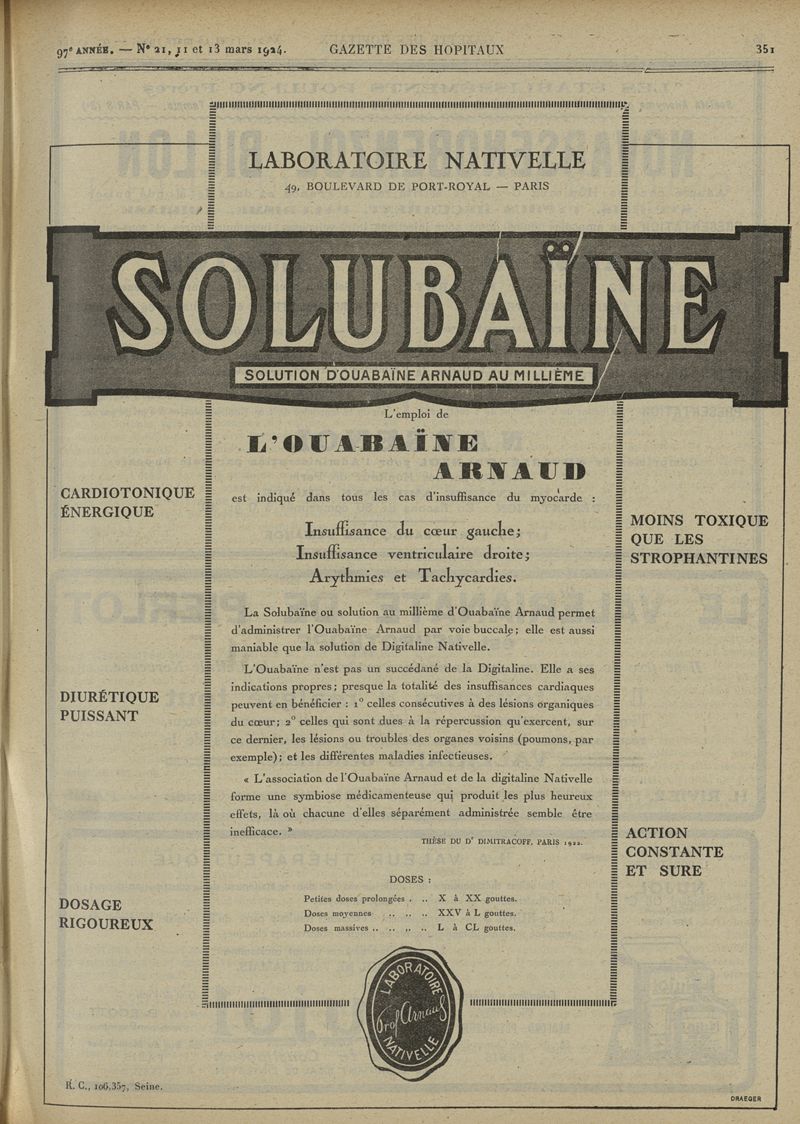 97e ANNÉE. — N° 21, 11 et 13 mars 1924. GAZETTE DES HOPITAUX 351
LABORATOIRE NATIVELLE
49, BOULEVARD DE PORT-ROYAL — PARIS
SOLUBAÏNE
SOLUTION D'OUABAÏNE ARNAUD AU MILLIÈME
L'emploi de
L'OUABAÏNE
ARNAUD
est indiqué dans tous les cas d'insuffisance du myocarde :
Insuffisance du cœur gauche;
Insuffisance ventriculaire droite;
Arythmies et Tachycardies.
La Solubaïne ou solution au millième d'Ouabaïne Arnaud permet
d'administrer l'Ouabaïne Arnaud par voie buccale; elle est aussi
maniable que la solution de Digitaline Nativelle.
L'Ouabaïne n'est pas un succédané de la Digitaline. Elle a ses
indications propres; presque la totalité des insuffisances cardiaques
peuvent en bénéficier : 1° celles consécutives à des lésions organiques
du cœur; 2° celles qui sont dues à la répercussion qu'exercent, sur
ce dernier, les lésions ou troubles des organes voisins (poumons, par
exemple); et les différentes maladies infectieuses.
« L'association de l'Ouabaïne Arnaud et de la digitaline Nativelle
forme une symbiose médicamenteuse qui produit les plus heureux
effets, là où chacune d'elles séparément administrée semble être
inefficace. »
THÈSE DU Dr DIMITRACOFF, PARIS 1922.
DOSES :
Petites doses prolongées . .. X à XX gouttes.
Doses moyennes .. .. .. XXV à L gouttes.
Doses massives .. .. .. .. L à CL gouttes.
CARDIOTONIQUE
ÉNERGIQUE
DIURÉTIQUE
PUISSANT
DOSAGE
RIGOUREUX
MOINS TOXIQUE
QUE LES
STROPHANTINES
ACTION
CONSTANTE
ET SURE
LABORATOIRE
Prof Arnaud
NATIVELLE
R. C., 106.357, Seine.
DRAEGER